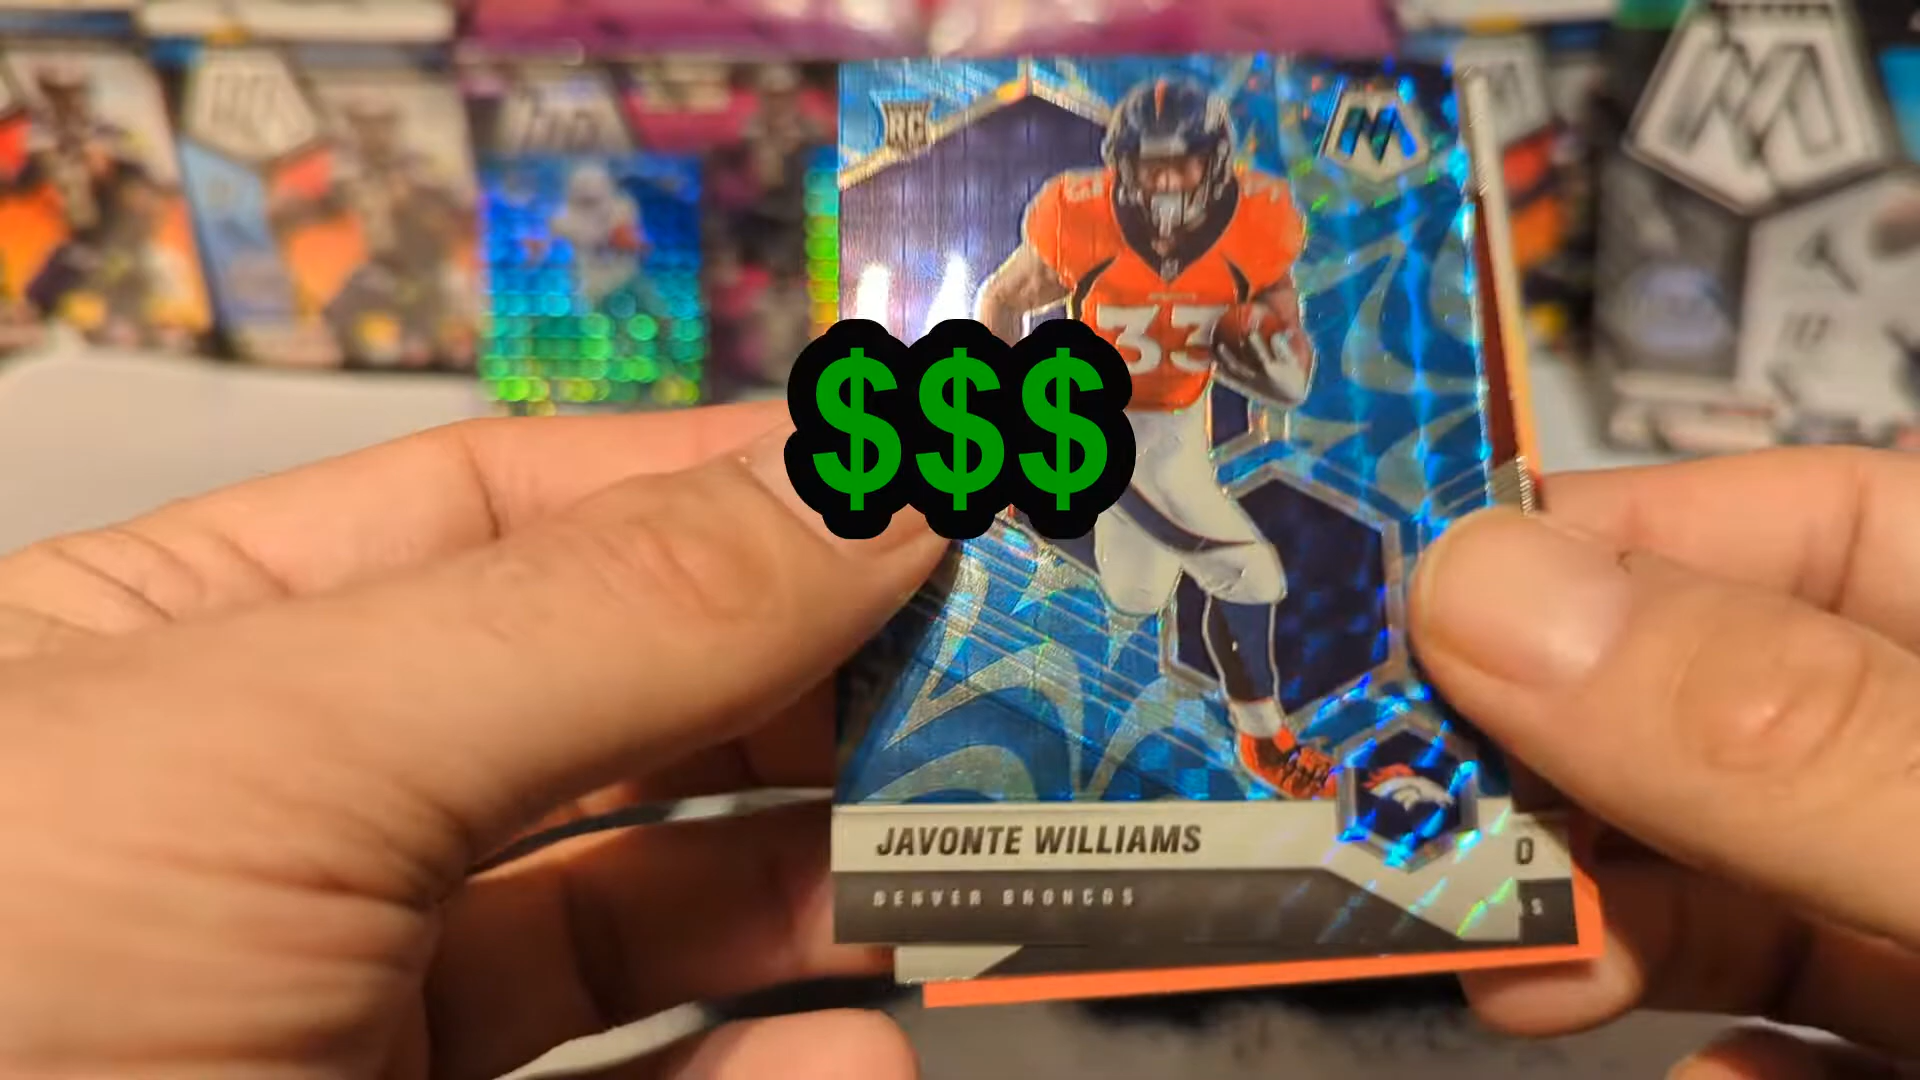 RC
M
33
$$$
JAVONTE WILLIAMS
DENVER BRONCOS
O
S